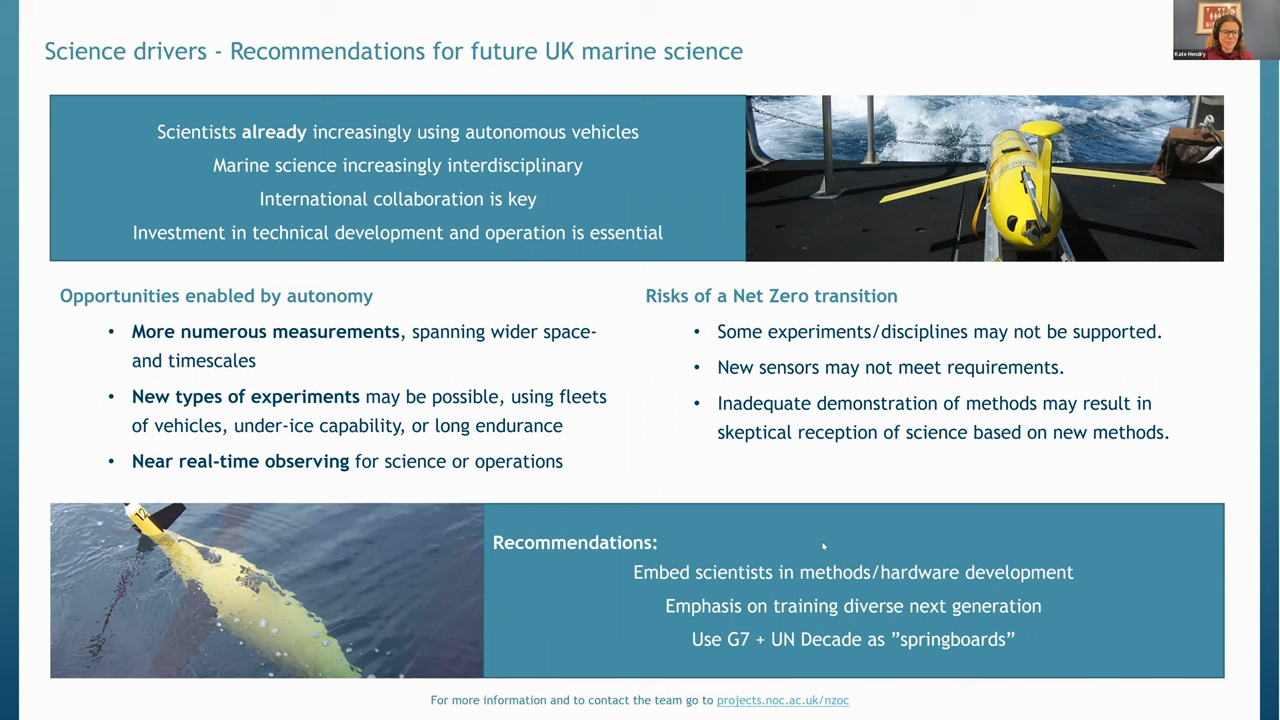 Science drivers - Recommendations for future UK marine science
Kate Hendry
Scientists already increasingly using autonomous vehicles
Marine science increasingly interdisciplinary
International collaboration is key
Investment in technical development and operation is essential
Opportunities enabled by autonomy
• More numerous measurements, spanning wider space-
and timescales
• New types of experiments may be possible, using fleets
of vehicles, under-ice capability, or long endurance
• Near real-time observing for science or operations
Risks of a Net Zero transition
• Some experiments/disciplines may not be supported.
• New sensors may not meet requirements.
• Inadequate demonstration of methods may result in
skeptical reception of science based on new methods.
12
Recommendations:
Embed scientists in methods/hardware development
Emphasis on training diverse next generation
Use G7 + UN Decade as ”springboards”
For more information and to contact the team go to projects.noc.ac.uk/nzoc